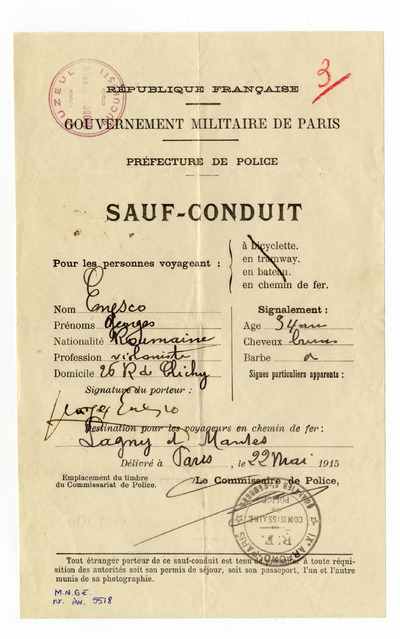 3
RÉPUBLIQUE FRANÇAISE
GOUVERNEMENT MILITAIRE DE PARIS
PRÉFECTURE DE POLICE
SAUF-CONDUIT
Pour les personnes voyageant :
à bicyclette.
en tramway.
en bateau.
en chemin de fer.
Nom Enesco
Prénoms Georges
Nationalité Roumaine
Profession violoniste
Domicile 26 R de Clichy
Signature du porteur :
Georges Enesco
Signalement :
Age 34 ans
Cheveux bruns
Barbe
Signes particuliers apparents :
Destination pour les voyageurs en chemin de fer :
Lagny et Mantes
Délivré à Paris, le 22 Mai 1915
Emplacement du timbre
du Commissariat de Police.
Le Commissaire de Police,
COMMISSAIRE
R.F.
Tout étranger porteur de ce sauf-conduit est tenu de présenter à toute réqui-
sition des autorités soit son permis de séjour, soit son passeport, l'un et l'autre
munis de sa photographie.
M.N.G.E.
nr. inv. 5518